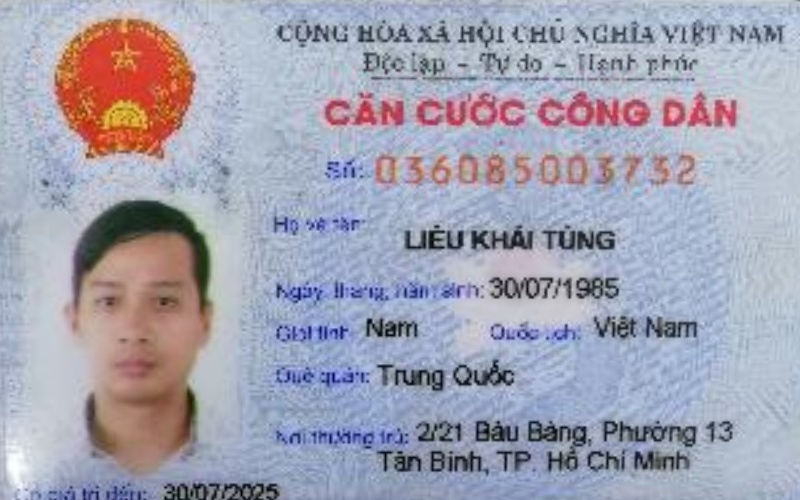 CỘNG HÒA XÃ HỘI CHỦ NGHĨA VIỆT NAM
Độc lập - Tự do - Hạnh phúc
CĂN CƯỚC CÔNG DÂN
Số: 036085003732
Họ và tên:
LIÊU KHẢI TÙNG
Ngày, tháng, năm sinh: 30/07/1985
Giới tính: Nam Quốc tịch: Việt Nam
Quê quán: Trung Quốc
Nơi thường trú: 2/21 Bàu Bàng, Phường 13
Tân Bình, TP. Hồ Chí Minh
Có giá trị đến: 30/07/2025